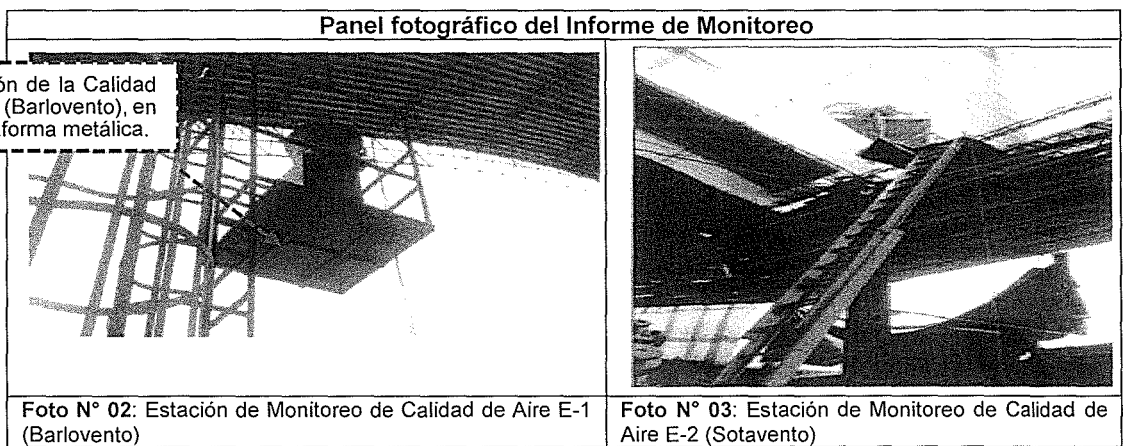 Panel fotográfico del Informe de Monitoreo
ón de la Calidad
(Barlovento), en
aforma metálica.
Foto N° 02: Estación de Monitoreo de Calidad de Aire E-1
(Barlovento)
Foto N° 03: Estación de Monitoreo de Calidad de
Aire E-2 (Sotavento)